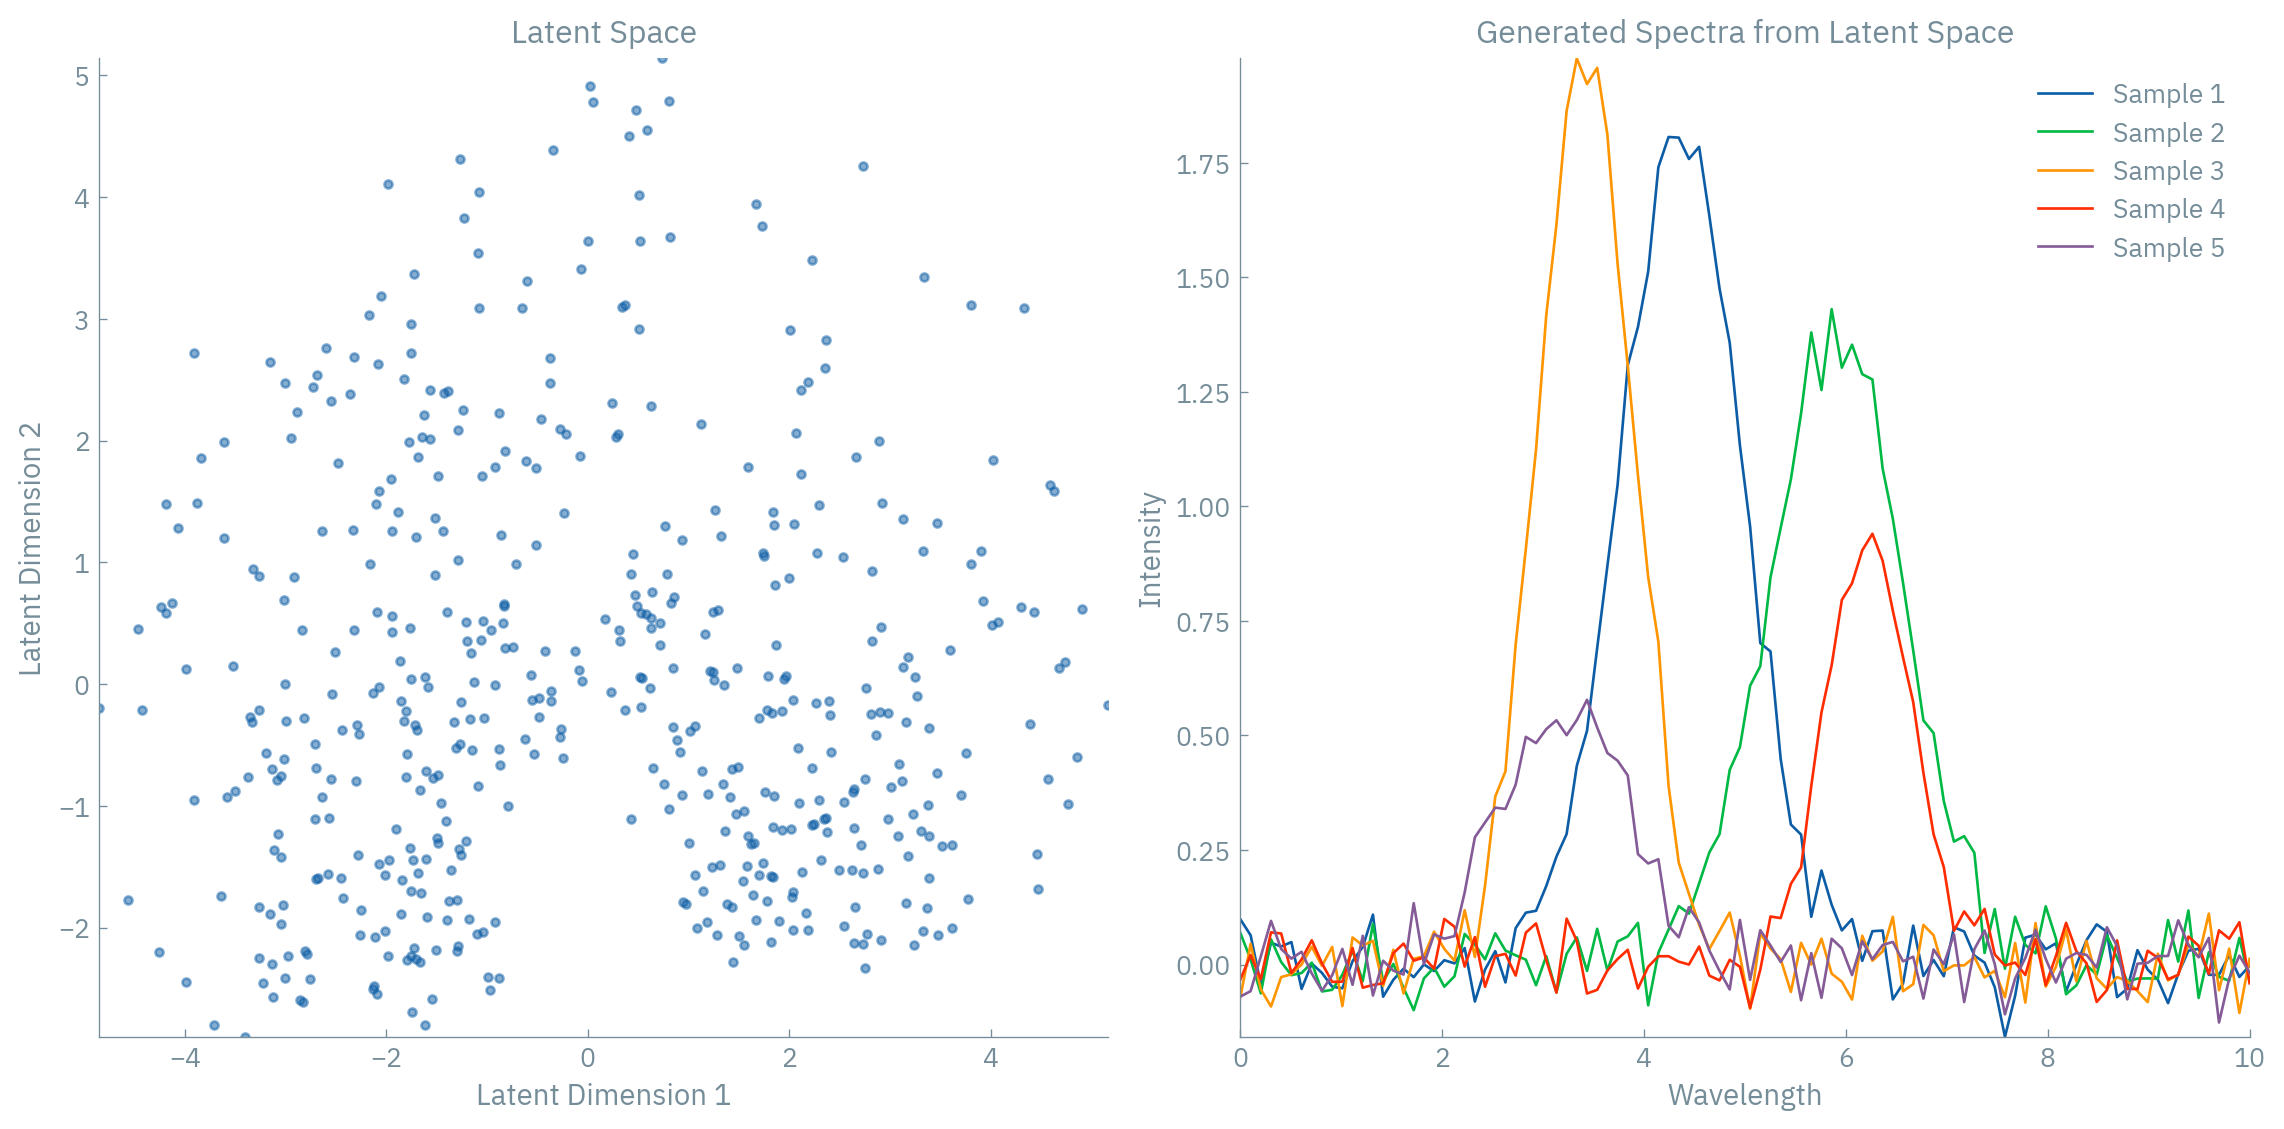 Latent Space
5
4
3
2
1
0
−1
−2
−4
−2
0
2
4
Latent Dimension 2
Latent Dimension 1
Generated Spectra from Latent Space
Sample 1
Sample 2
Sample 3
Sample 4
Sample 5
1.75
1.50
1.25
1.00
0.75
0.50
0.25
0.00
0
2
4
6
8
10
Intensity
Wavelength